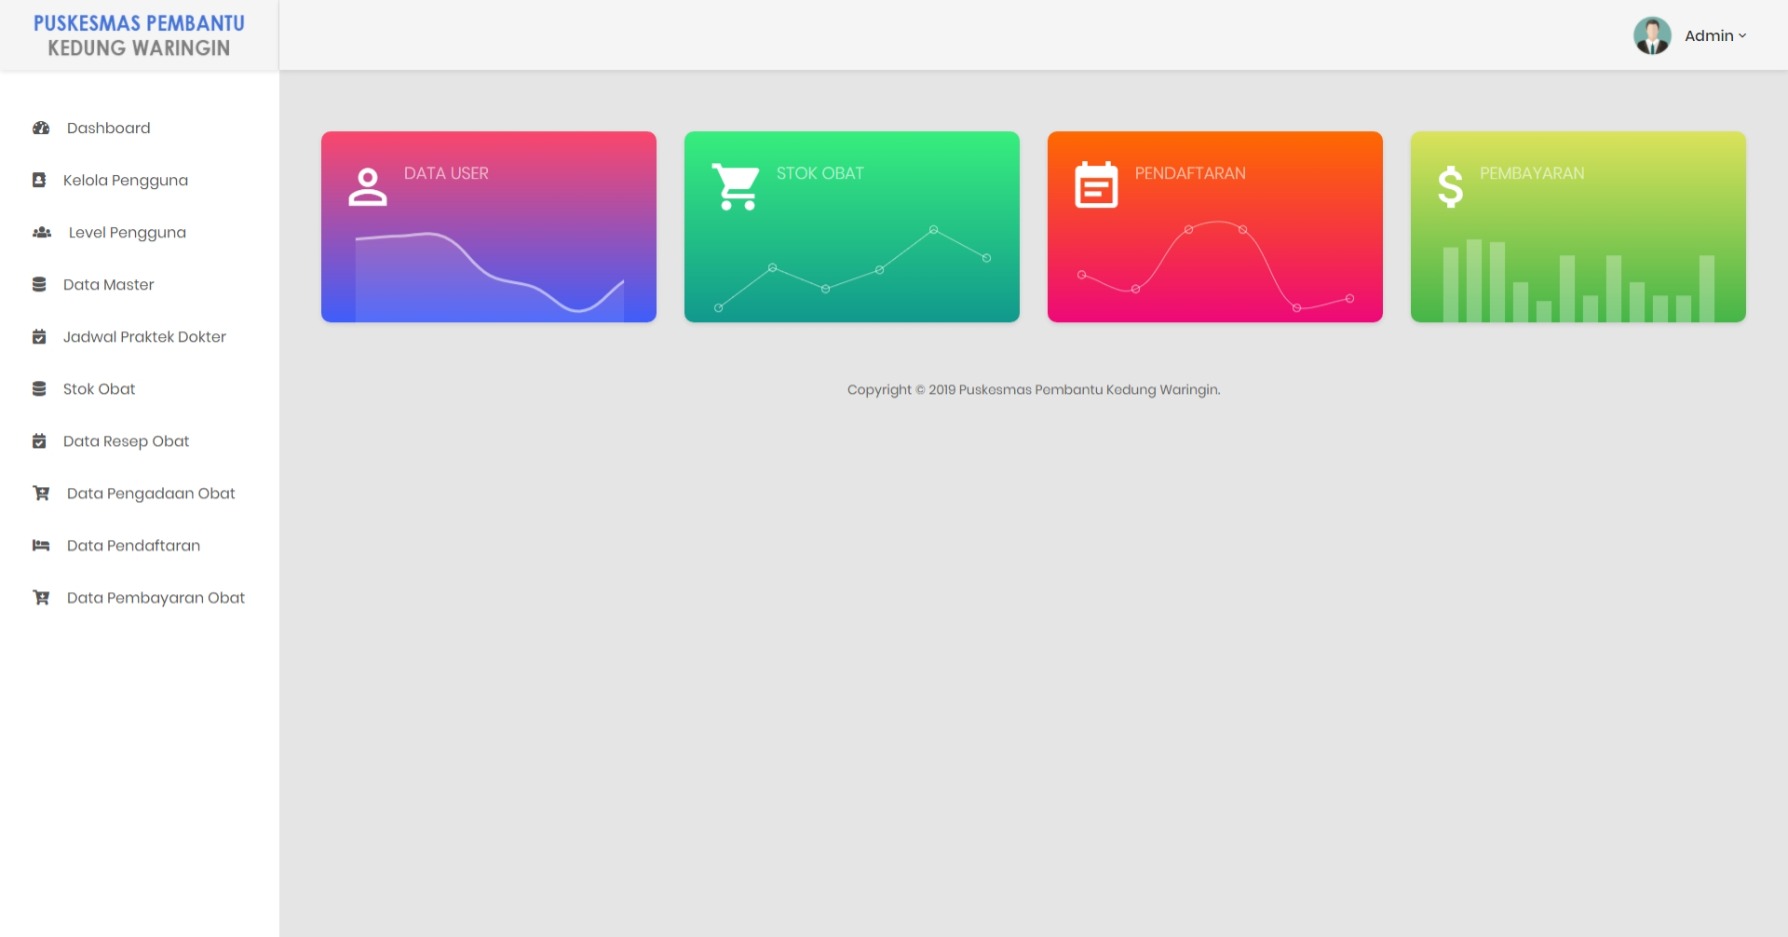 PUSKESMAS PEMBANTU
KEDUNG WARINGIN
Admin
Dashboard
Kelola Pengguna
Level Pengguna
Data Master
Jadwal Praktek Dokter
Stok Obat
Data Resep Obat
Data Pengadaan Obat
Data Pendaftaran
Data Pembayaran Obat
DATA USER
STOK OBAT
PENDAFTARAN
PEMBAYARAN
Copyright © 2019 Puskesmas Pembantu Kedung Waringin.